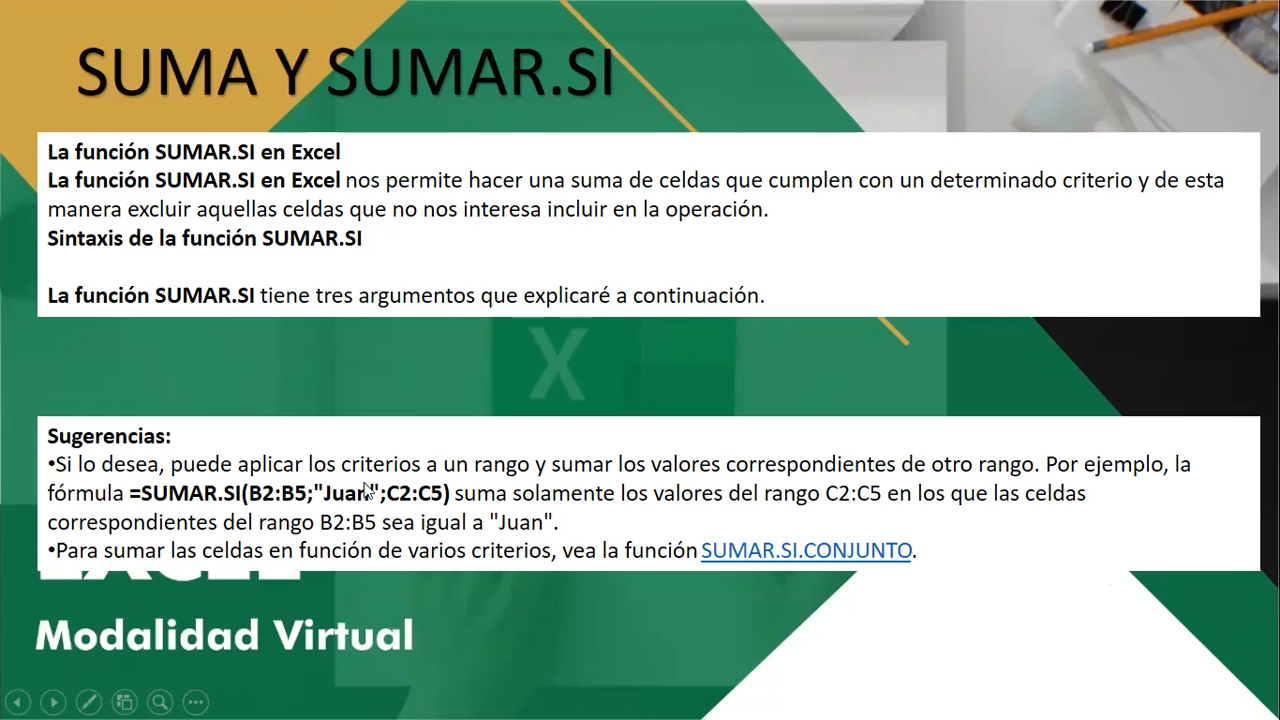 SUMA Y SUMAR.SI
La función SUMAR.SI en Excel
La función SUMAR.SI en Excel nos permite hacer una suma de celdas que cumplen con un determinado criterio y de esta
manera excluir aquellas celdas que no nos interesa incluir en la operación.
Sintaxis de la función SUMAR.SI
La función SUMAR.SI tiene tres argumentos que explicaré a continuación.
X
Sugerencias:
•Si lo desea, puede aplicar los criterios a un rango y sumar los valores correspondientes de otro rango. Por ejemplo, la
fórmula =SUMAR.SI(B2:B5;"Juan";C2:C5) suma solamente los valores del rango C2:C5 en los que las celdas
correspondientes del rango B2:B5 sea igual a "Juan".
•Para sumar las celdas en función de varios criterios, vea la función SUMAR.SI.CONJUNTO.
Modalidad Virtual